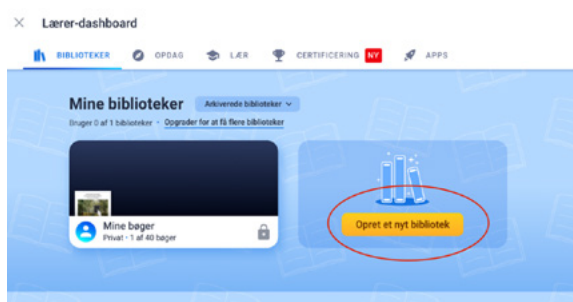 Lærer-dashboard
BIBLIOTEKER OPDAG LÆR CERTIFICERING NY APPS
Mine biblioteker Arkiverede biblioteker
Bruger 0 af 1 biblioteker • Opgrader for at få flere biblioteker
Mine bøger
Privat • 1 af 40 bøger
Opret et nyt bibliotek